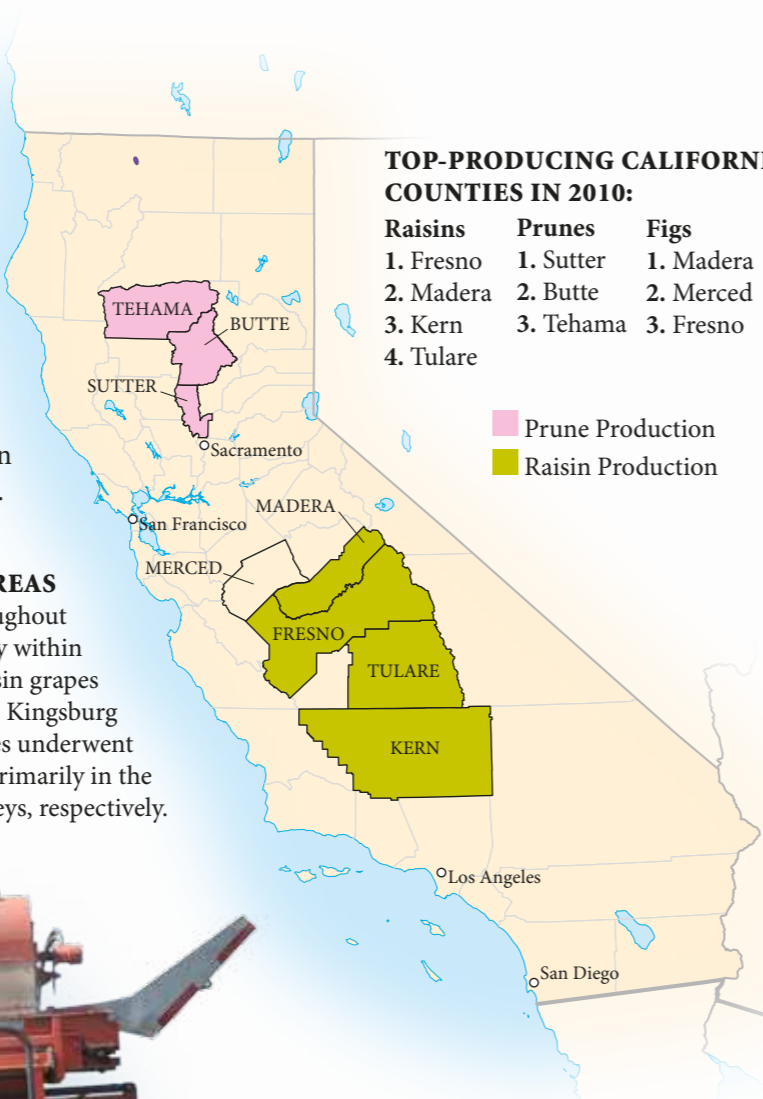 TOP-PRODUCING CALIFORNI
COUNTIES IN 2010:
Raisins
1. Fresno
2. Madera
3. Kern
4. Tulare
Prunes
1. Sutter
2. Butte
3. Tehama
Figs
1. Madera
2. Merced
3. Fresno
Prune Production
Raisin Production
TEHAMA
BUTTE
SUTTER
Sacramento
San Francisco
MADERA
MERCED
FRESNO
TULARE
KERN
Los Angeles
San Diego
n
.
REAS
ughout
y within
sin grapes
Kingsburg
es underwent
rimarily in the
eys, respectively.